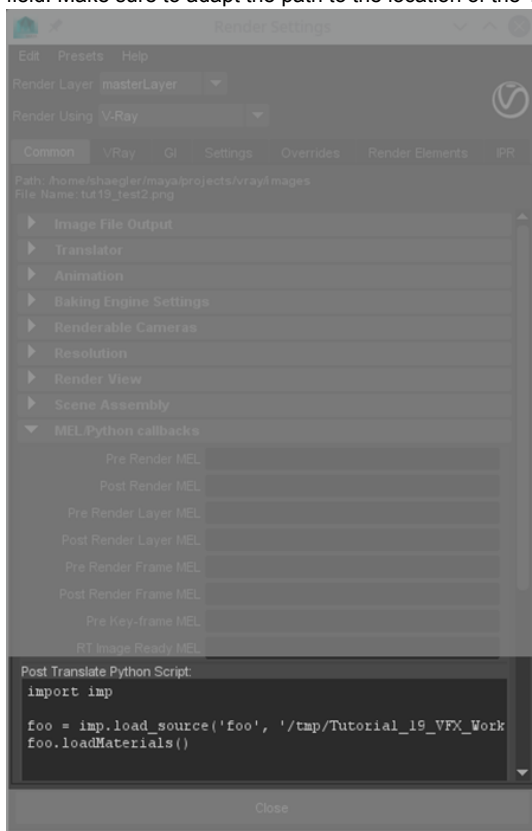 field. Make sure to adapt the path to the location of the
Render Settings
Edit Presets Help
Render Layer masterLayer
Render Using V-Ray
Common VRay GI Settings Overrides Render Elements IPR
Path: /home/shaegler/maya/projects/vray/images
File Name: tut19_test2.png
Image File Output
Translator
Animation
Baking Engine Settings
Renderable Cameras
Resolution
Render View
Scene Assembly
MEL/Python callbacks
Pre Render MEL
Post Render MEL
Pre Render Layer MEL
Post Render Layer MEL
Pre Render Frame MEL
Post Render Frame MEL
Pre Key-frame MEL
RT Image Ready MEL
Post Translate Python Script:
import imp
foo = imp.load_source('foo', '/tmp/Tutorial_19_VFX_Work
foo.loadMaterials()
Close